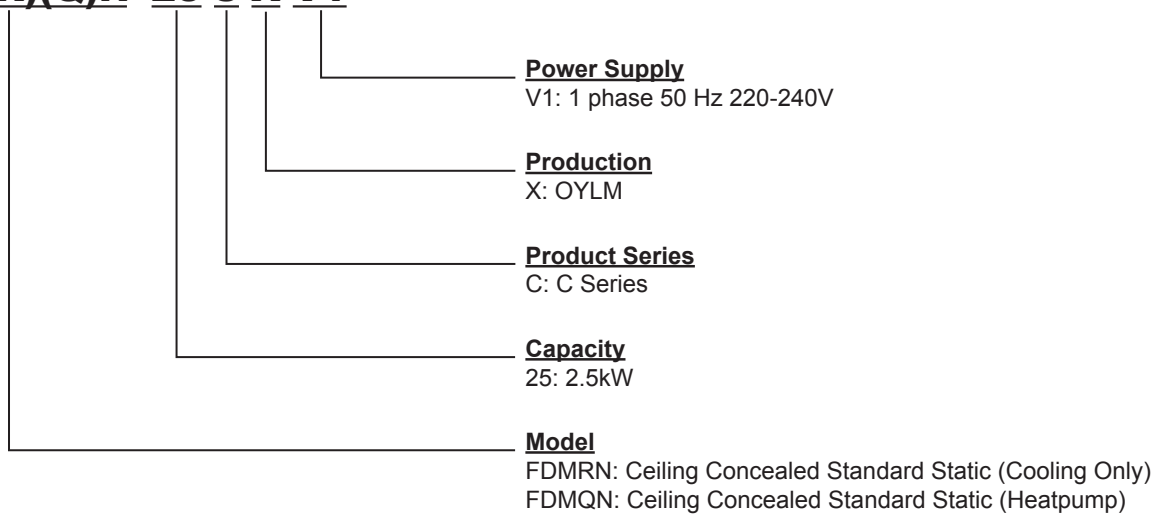 Power Supply
V1: 1 phase 50 Hz 220-240V
Production
X: OYLM
Product Series
C: C Series
Capacity
25: 2.5kW
Model
FDMRN: Ceiling Concealed Standard Static (Cooling Only)
FDMQN: Ceiling Concealed Standard Static (Heatpump)